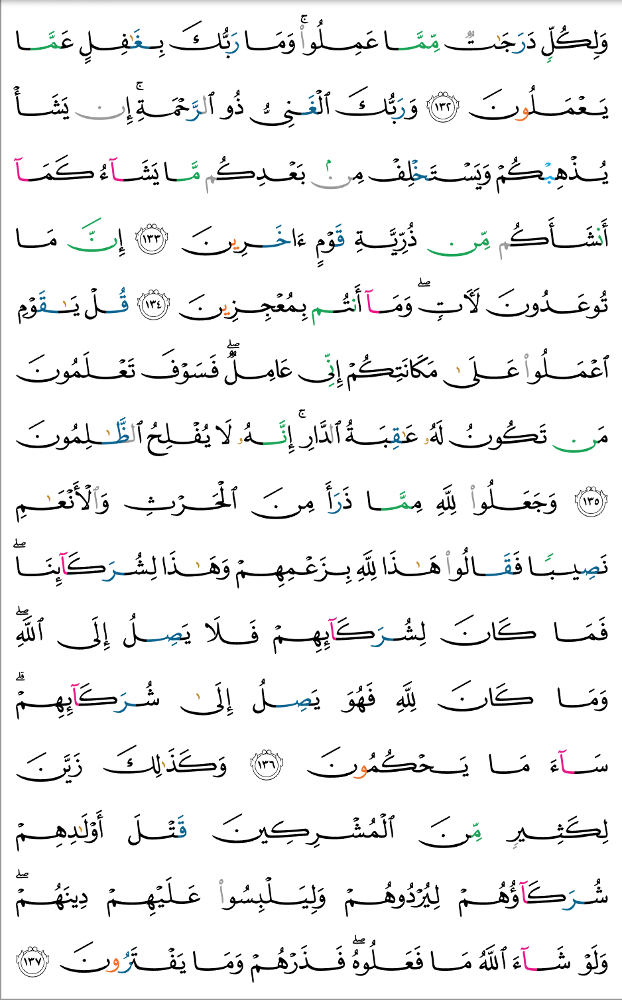 وَلِكُلٍّ دَرَجَٰتٌ مِّمَّا عَمِلُوا۟ ۚ وَمَا رَبُّكَ بِغَٰفِلٍ عَمَّا
يَعْمَلُونَ ١٣٢ وَرَبُّكَ ٱلْغَنِىُّ ذُو ٱلرَّحْمَةِ ۚ إِن يَشَأْ
يُذْهِبْكُمْ وَيَسْتَخْلِفْ مِنۢ بَعْدِكُم مَّا يَشَآءُ كَمَآ
أَنشَأَكُم مِّن ذُرِّيَّةِ قَوْمٍ ءَاخَرِينَ ١٣٣ إِنَّ مَا
تُوعَدُونَ لَـَٔاتٍ ۖ وَمَآ أَنتُم بِمُعْجِزِينَ ١٣٤ قُلْ يَٰقَوْمِ
ٱعْمَلُوا۟ عَلَىٰ مَكَانَتِكُمْ إِنِّى عَامِلٌ ۖ فَسَوْفَ تَعْلَمُونَ
مَن تَكُونُ لَهُۥ عَٰقِبَةُ ٱلدَّارِ ۚ إِنَّهُۥ لَا يُفْلِحُ ٱلظَّٰلِمُونَ
١٣٥ وَجَعَلُوا۟ لِلَّهِ مِمَّا ذَرَأَ مِنَ ٱلْحَرْثِ وَٱلْأَنْعَٰمِ
نَصِيبًا فَقَالُوا۟ هَٰذَا لِلَّهِ بِزَعْمِهِمْ وَهَٰذَا لِشُرَكَآئِنَا ۖ
فَمَا كَانَ لِشُرَكَآئِهِمْ فَلَا يَصِلُ إِلَى ٱللَّهِ ۖ
وَمَا كَانَ لِلَّهِ فَهُوَ يَصِلُ إِلَىٰ شُرَكَآئِهِمْ ۗ
سَآءَ مَا يَحْكُمُونَ ١٣٦ وَكَذَٰلِكَ زَيَّنَ
لِكَثِيرٍ مِّنَ ٱلْمُشْرِكِينَ قَتْلَ أَوْلَٰدِهِمْ
شُرَكَآؤُهُمْ لِيُرْدُوهُمْ وَلِيَلْبِسُوا۟ عَلَيْهِمْ دِينَهُمْ ۖ
وَلَوْ شَآءَ ٱللَّهُ مَا فَعَلُوهُ ۖ فَذَرْهُمْ وَمَا يَفْتَرُونَ ١٣٧